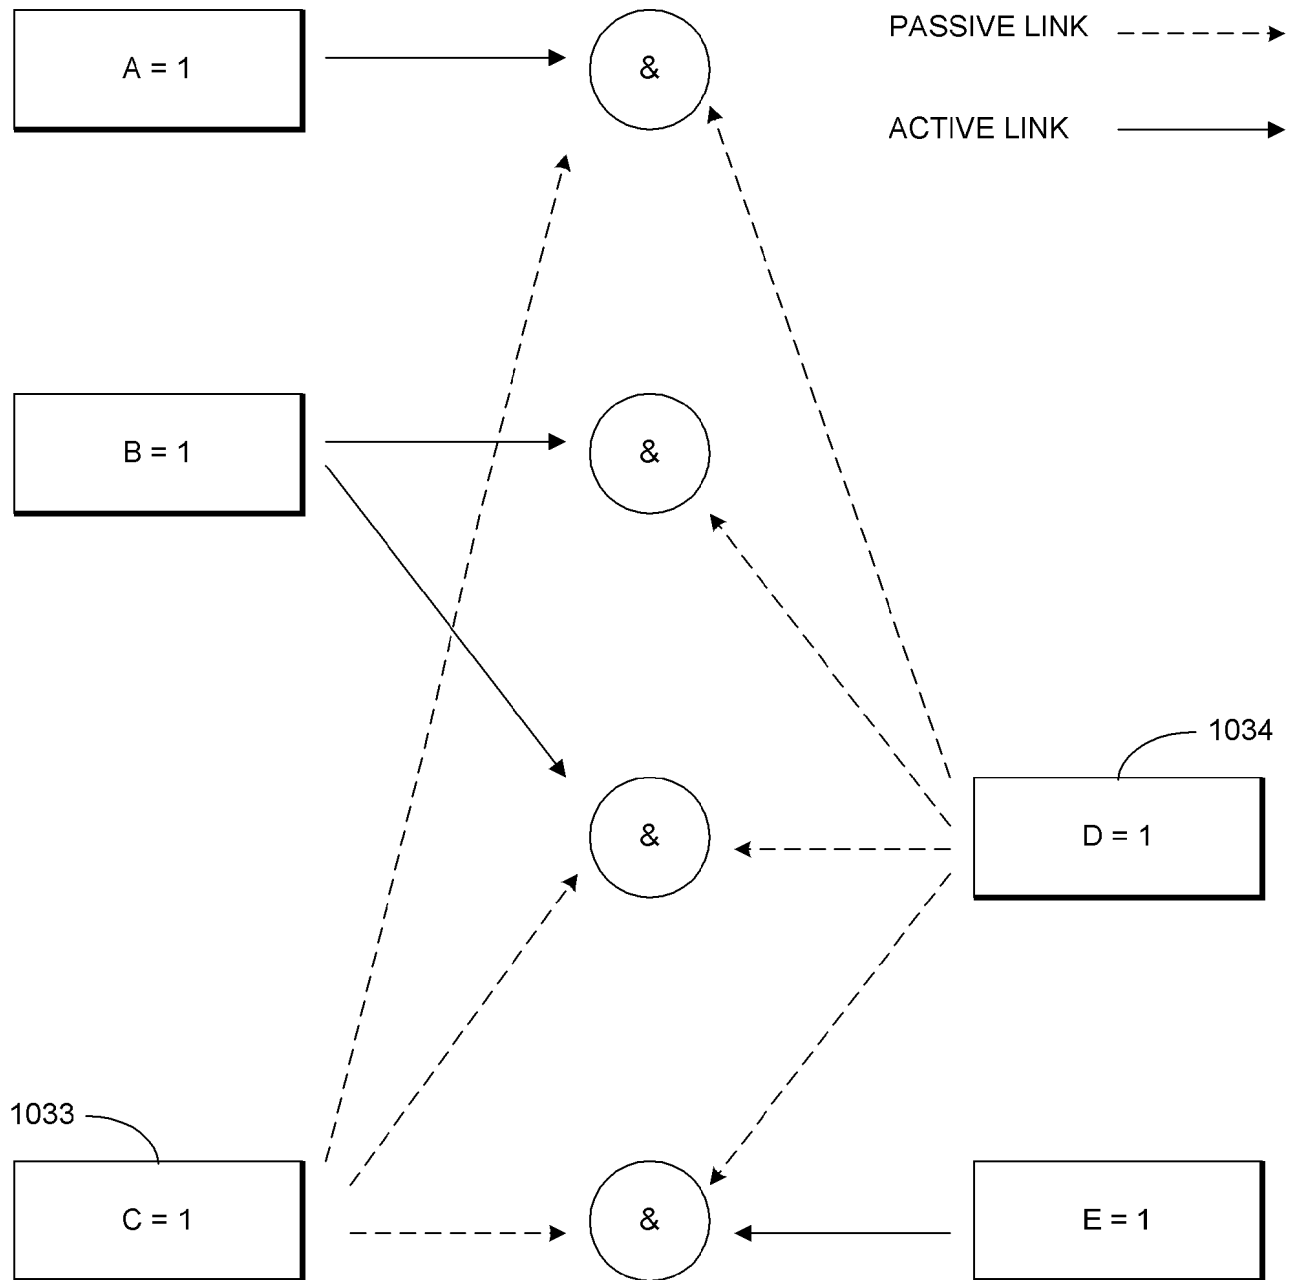 A = 1
&
PASSIVE LINK
ACTIVE LINK
B = 1
&
1034
&
D = 1
1033
C = 1
&
E = 1